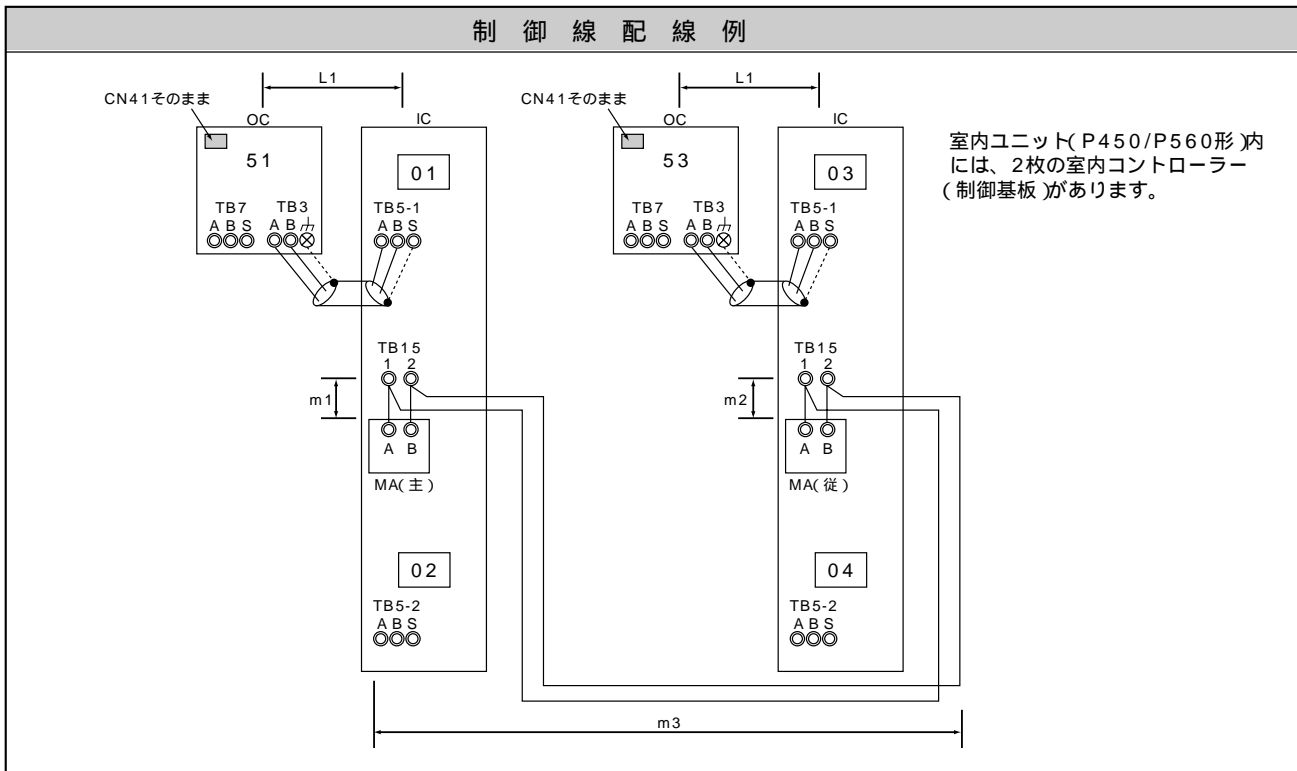 制御線配線例
L1
L1
CN41そのまま
CN41そのまま
OC
IC
OC
IC
室内ユニット(P450/P560形)内
には、2枚の室内コントローラー
(制御基板)があります。
51
01
53
03
TB7 TB3
TB5-1
TB7 TB3
TB5-1
A B S A B
A B S
A B S A B
A B S
TB15
TB15
1 2
1 2
m1
m2
A B
A B
MA(主)
MA(従)
02
04
TB5-2
TB5-2
A B S
A B S
m3